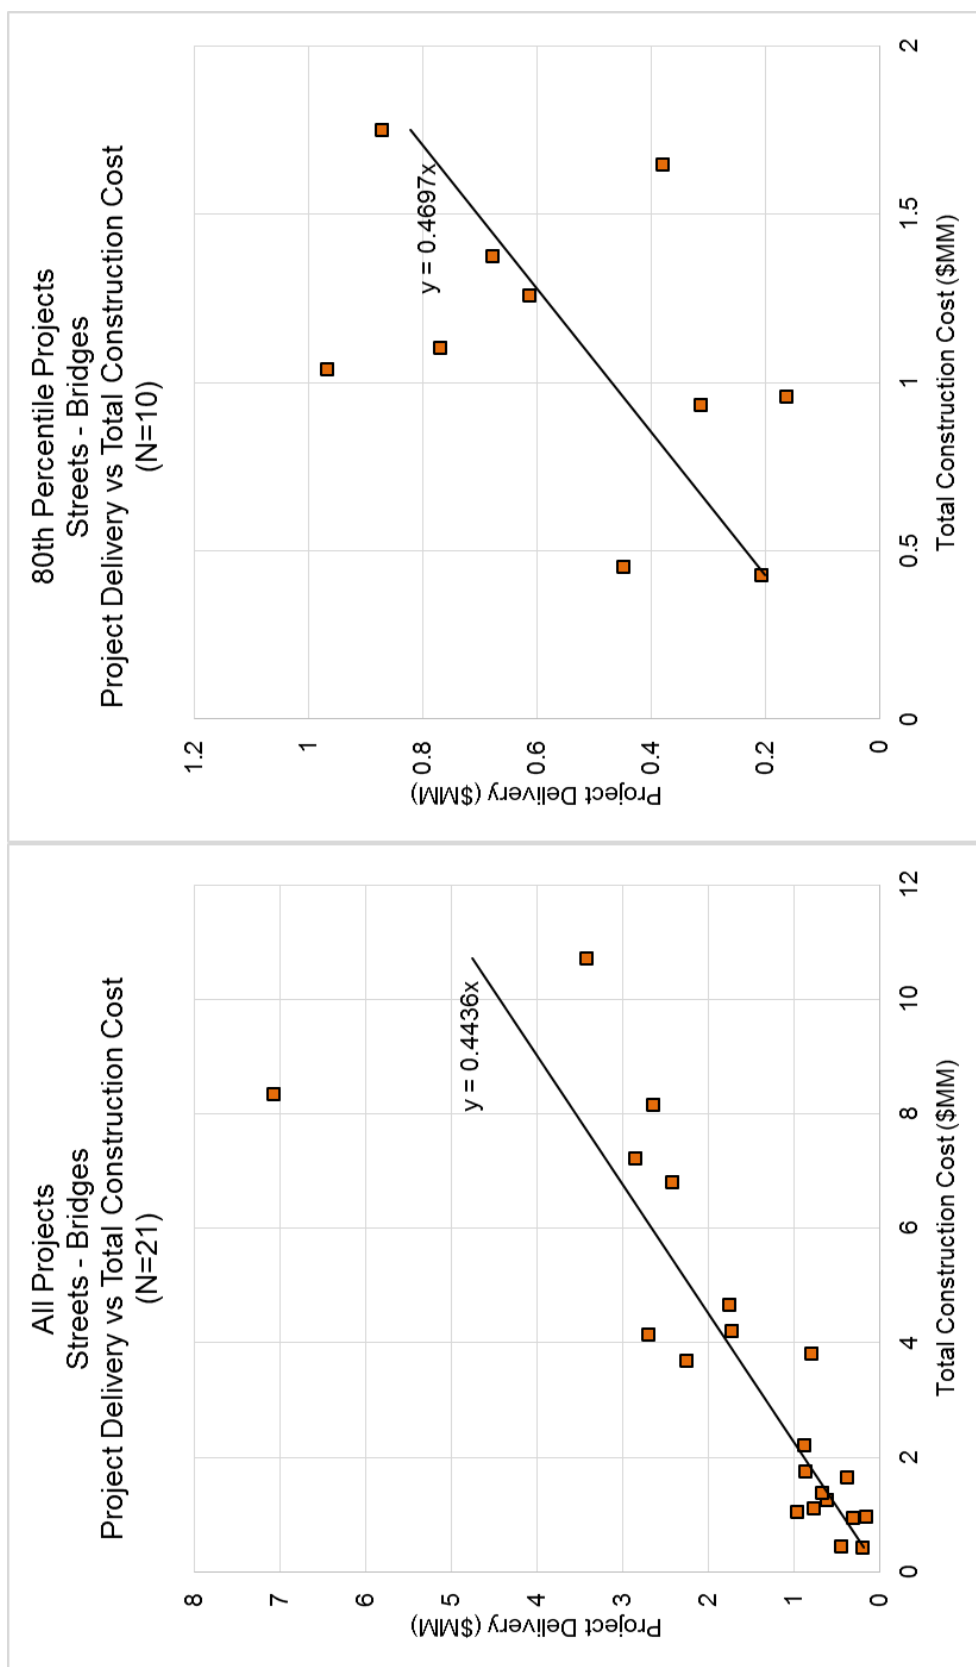 All Projects
Streets - Bridges
Project Delivery vs Total Construction Cost
(N=21)
8
7
6
5
4
3
2
1
0
Project Delivery ($MM)
y = 0.4436x
0
2
4
6
8
10
12
Total Construction Cost ($MM)
80th Percentile Projects
Streets - Bridges
Project Delivery vs Total Construction Cost
(N=10)
1.2
1
0.8
0.6
0.4
0.2
0
Project Delivery ($MM)
y = 0.4697x
0
0.5
1
1.5
2
Total Construction Cost ($MM)